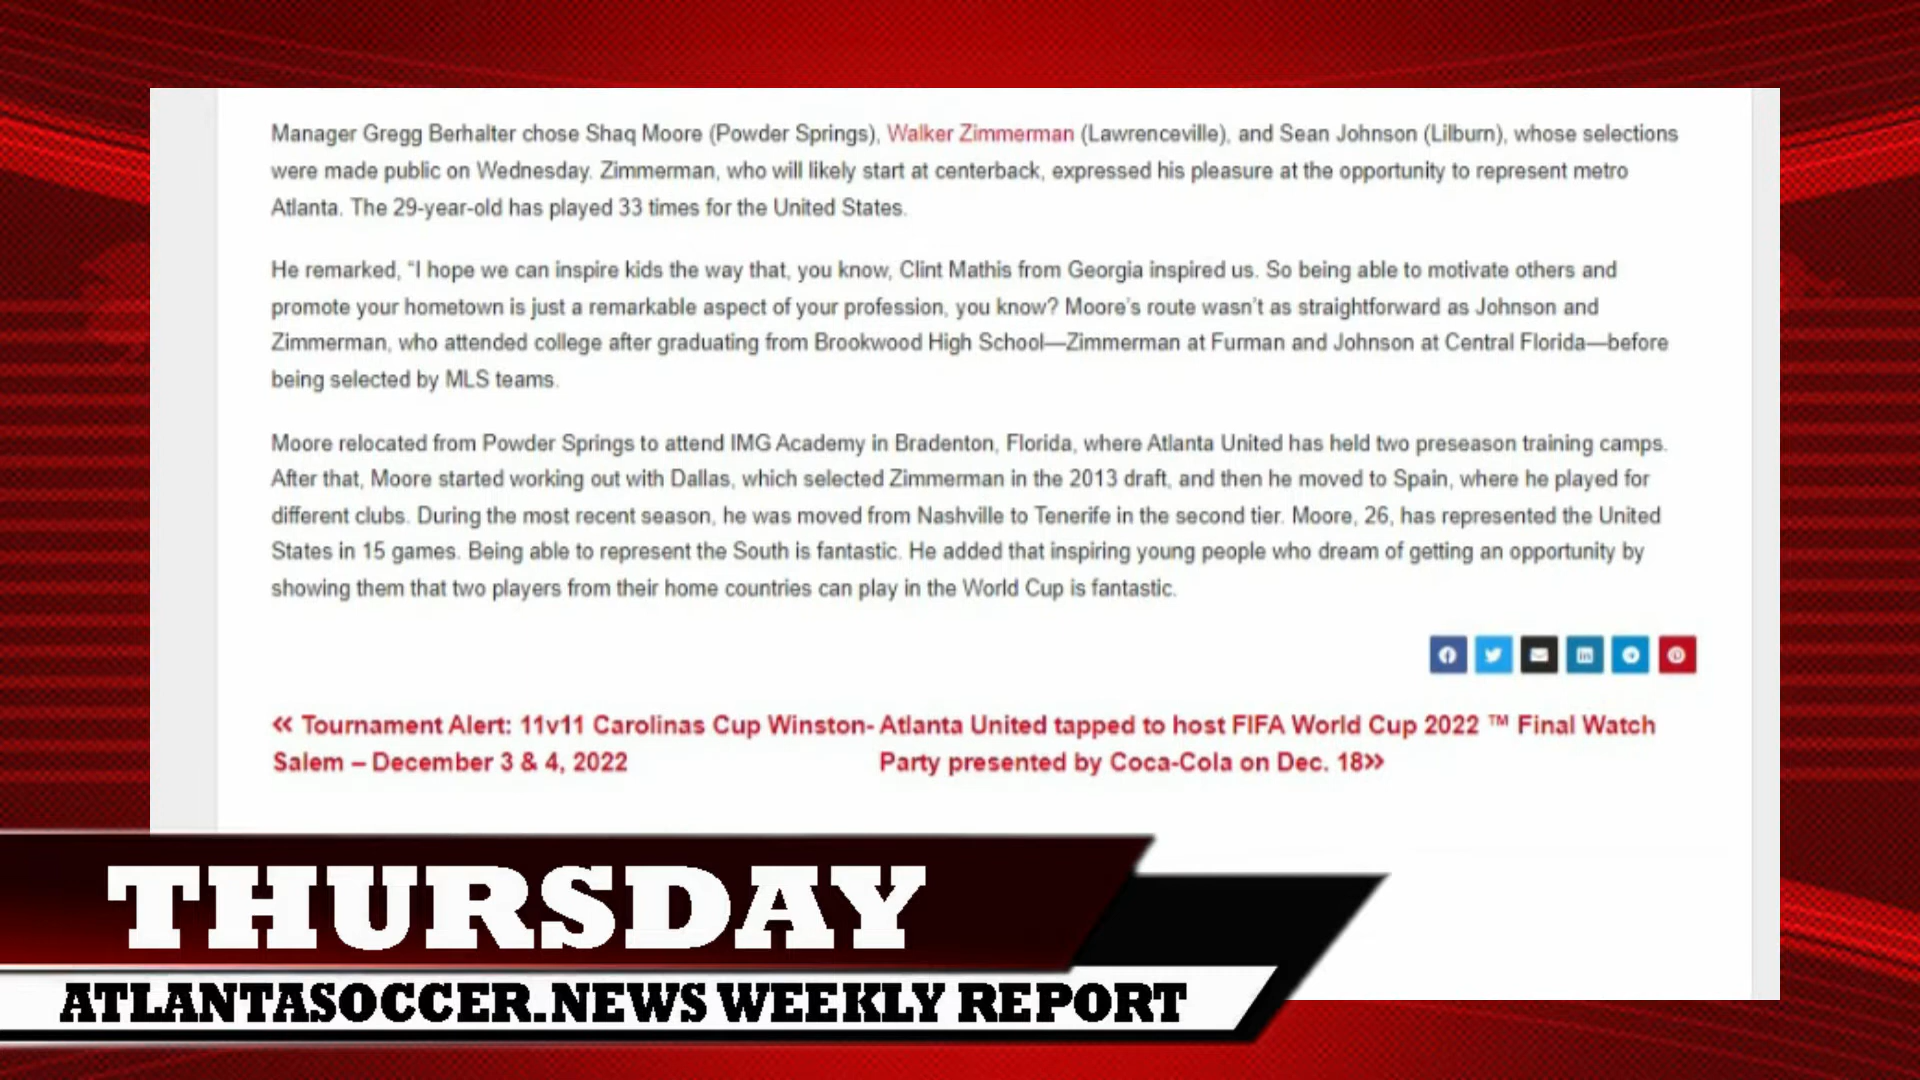 Manager Gregg Berhalter chose Shaq Moore (Powder Springs), Walker Zimmerman (Lawrenceville), and Sean Johnson (Lilburn), whose selections
were made public on Wednesday. Zimmerman, who will likely start at centerback, expressed his pleasure at the opportunity to represent metro
Atlanta. The 29-year-old has played 33 times for the United States.
He remarked, “I hope we can inspire kids the way that, you know, Clint Mathis from Georgia inspired us. So being able to motivate others and
promote your hometown is just a remarkable aspect of your profession, you know? Moore’s route wasn’t as straightforward as Johnson and
Zimmerman, who attended college after graduating from Brookwood High School—Zimmerman at Furman and Johnson at Central Florida—before
being selected by MLS teams.
Moore relocated from Powder Springs to attend IMG Academy in Bradenton, Florida, where Atlanta United has held two preseason training camps.
After that, Moore started working out with Dallas, which selected Zimmerman in the 2013 draft, and then he moved to Spain, where he played for
different clubs. During the most recent season, he was moved from Nashville to Tenerife in the second tier. Moore, 26, has represented the United
States in 15 games. Being able to represent the South is fantastic. He added that inspiring young people who dream of getting an opportunity by
showing them that two players from their home countries can play in the World Cup is fantastic.
« Tournament Alert: 11v11 Carolinas Cup Winston-
Salem – December 3 & 4, 2022
Atlanta United tapped to host FIFA World Cup 2022 ™ Final Watch
Party presented by Coca-Cola on Dec. 18»
THURSDAY
ATLANTASOCCER.NEWS WEEKLY REPORT